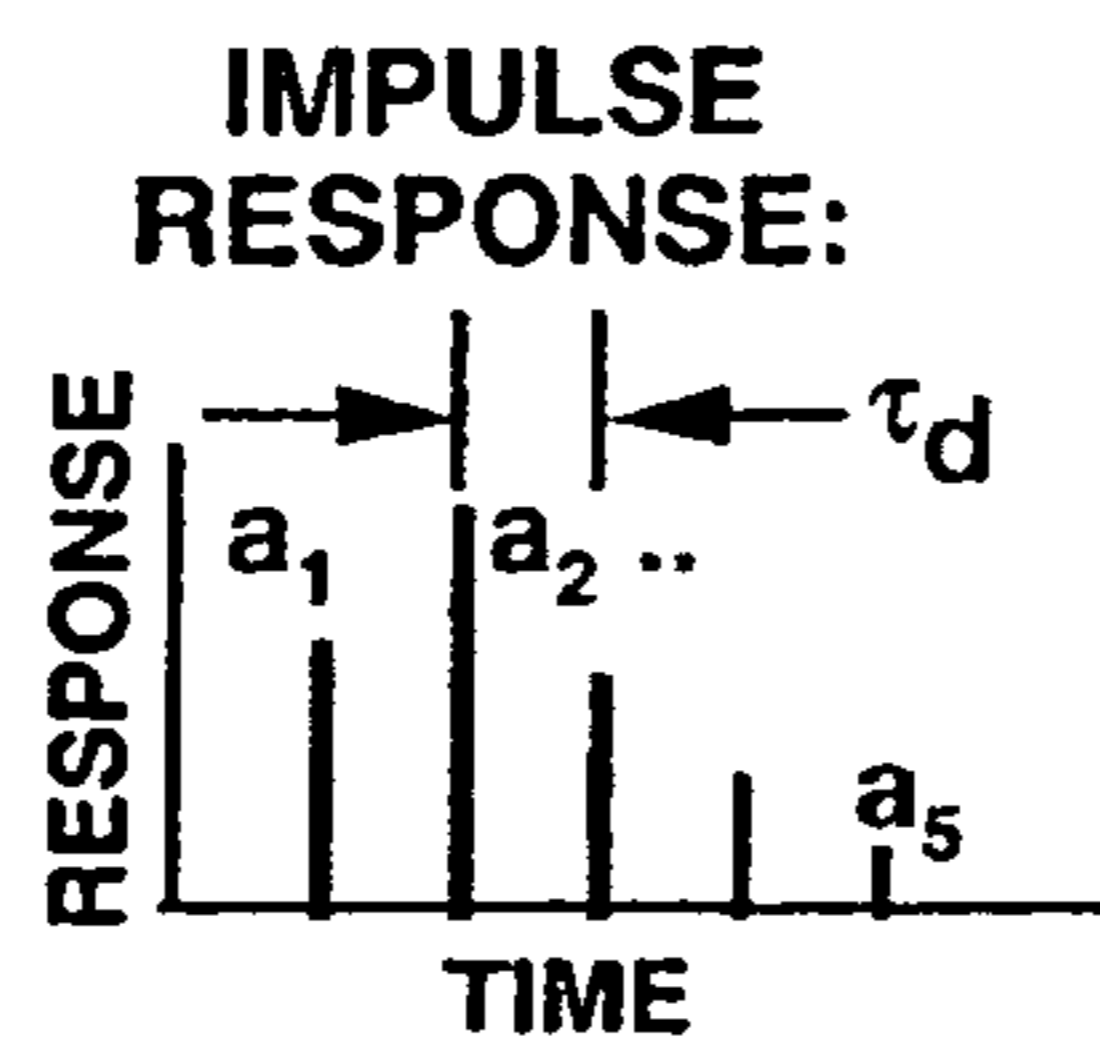 IMPULSE
RESPONSE:
τd
a1 a2 ..
a5
RESPONSE
TIME